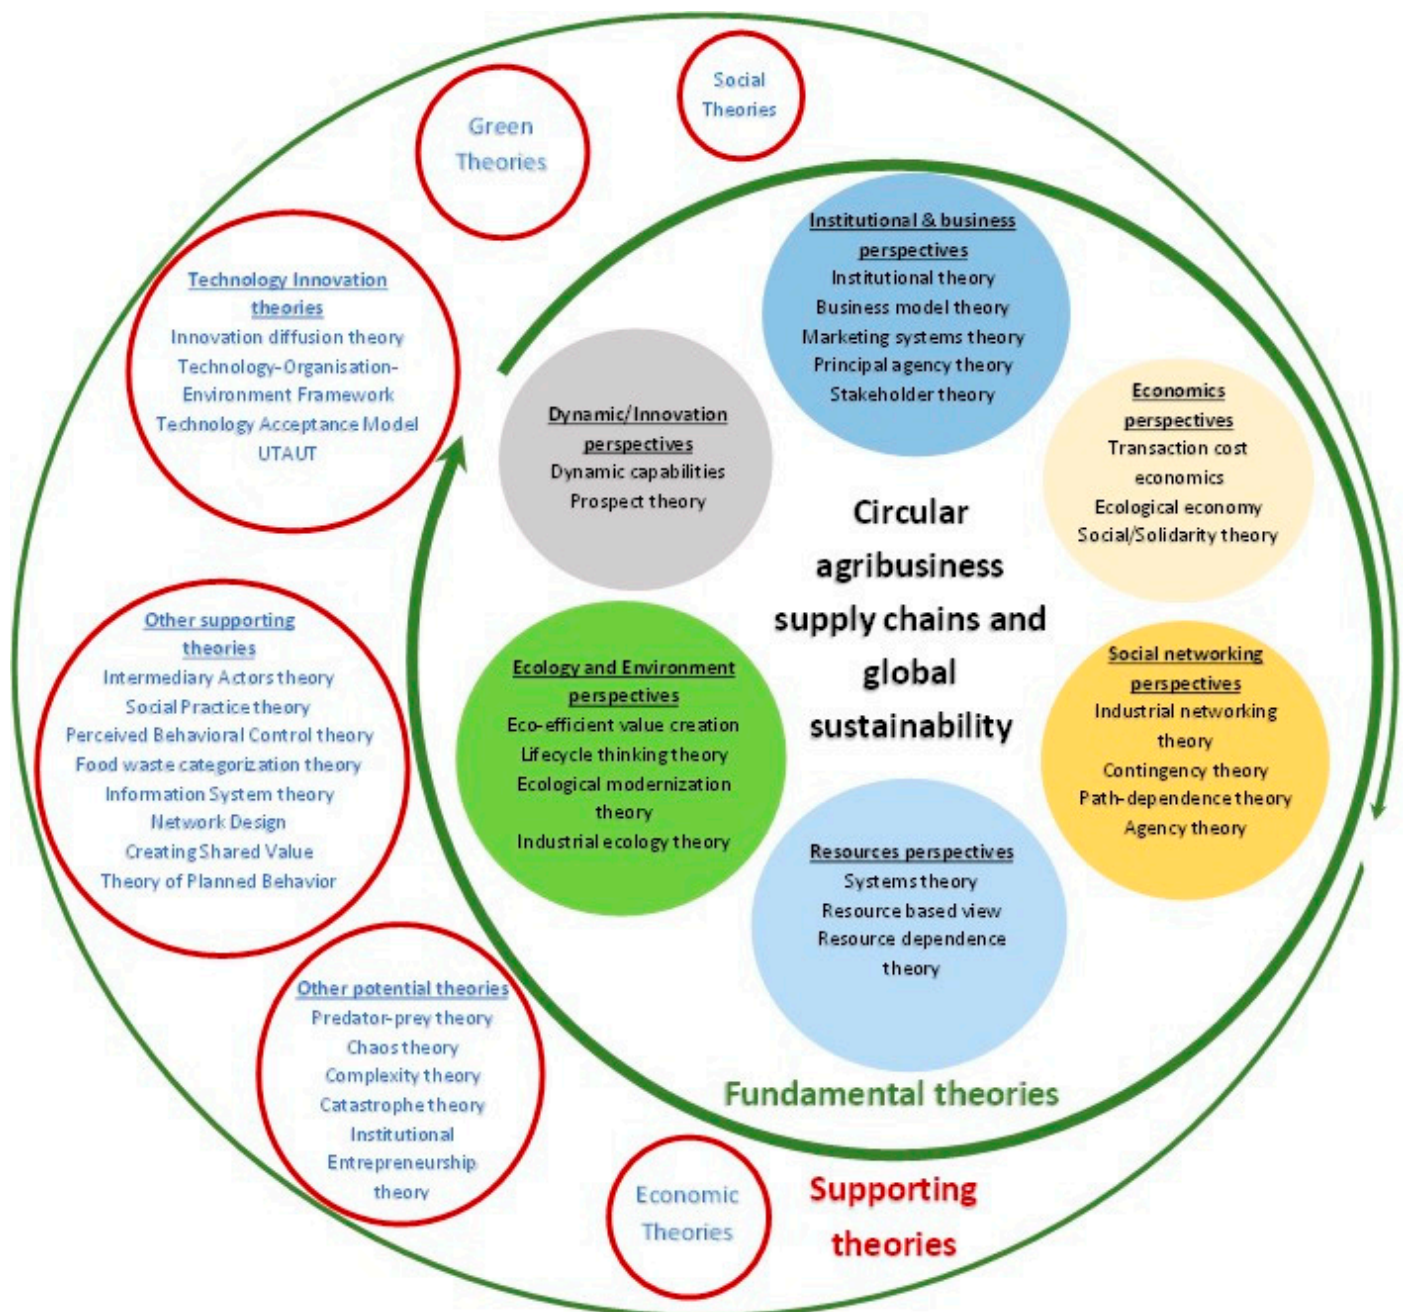 Social
Theories
Green
Theories
Technology Innovation
theories
Innovation diffusion theory
Technology-Organisation-
Environment Framework
Technology Acceptance Model
UTAUT
Other supporting
theories
Intermediary Actors theory
Social Practice theory
Perceived Behavioral Control theory
Food waste categorization theory
Information System theory
Network Design
Creating Shared Value
Theory of Planned Behavior
Other potential theories
Predator-prey theory
Chaos theory
Complexity theory
Catastrophe theory
Institutional
Entrepreneurship
theory
Economic
Theories
Supporting
theories
Institutional & business
perspectives
Institutional theory
Business model theory
Marketing systems theory
Principal agency theory
Stakeholder theory
Dynamic/Innovation
perspectives
Dynamic capabilities
Prospect theory
Economics
perspectives
Transaction cost
economics
Ecological economy
Social/Solidarity theory
Circular
agribusiness
supply chains and
global
sustainability
Ecology and Environment
perspectives
Eco-efficient value creation
Lifecycle thinking theory
Ecological modernization
theory
Industrial ecology theory
Social networking
perspectives
Industrial networking
theory
Contingency theory
Path-dependence theory
Agency theory
Resources perspectives
Systems theory
Resource based view
Resource dependence
theory
Fundamental theories